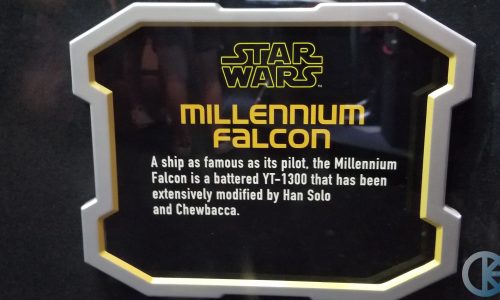 STAR
WARS
MILLENNIUM
FALCON
A ship as famous as its pilot, the Millennium
Falcon is a battered YT-1300 that has been
extensively modified by Han Solo
and Chewbacca.